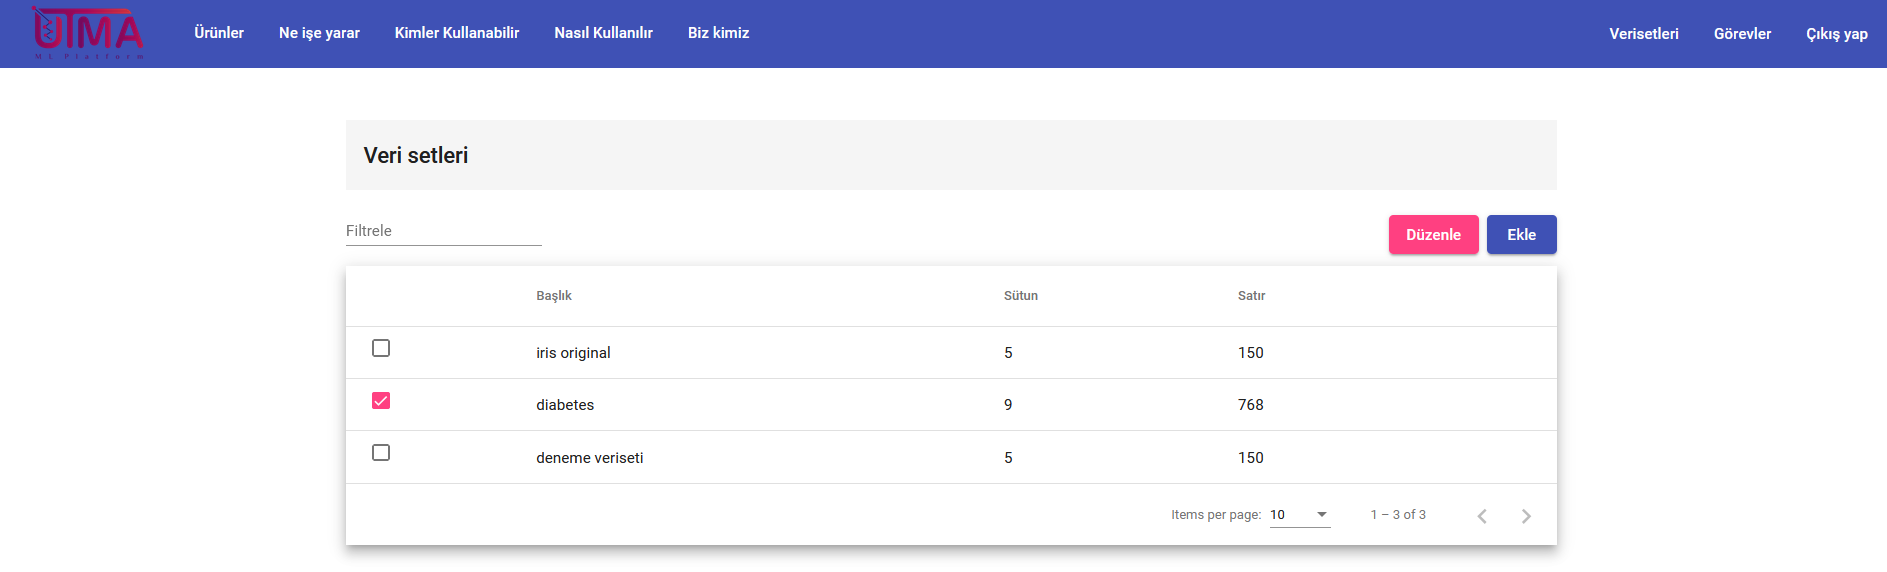 UTMA
ML Platform
Ürünler Ne işe yarar Kimler Kullanabilir Nasıl Kullanılır Biz kimiz Verisetleri Görevler Çıkış yap
Veri setleri
Filtrele Düzenle Ekle
Başlık Sütun Satır
iris original 5 150
diabetes 9 768
deneme veriseti 5 150
Items per page: 10 1 – 3 of 3